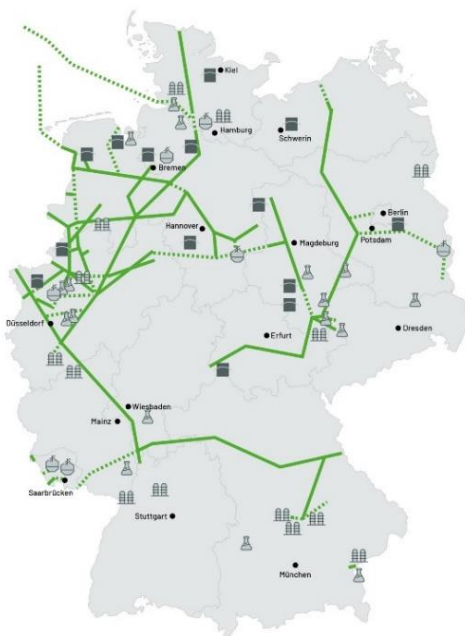 Kiel
Hamburg
Schwerin
Bremen
Berlin
Hannover
Potsdam
Magdeburg
Düsseldorf
Erfurt
Dresden
Wiesbaden
Mainz
Saarbrücken
Stuttgart
München